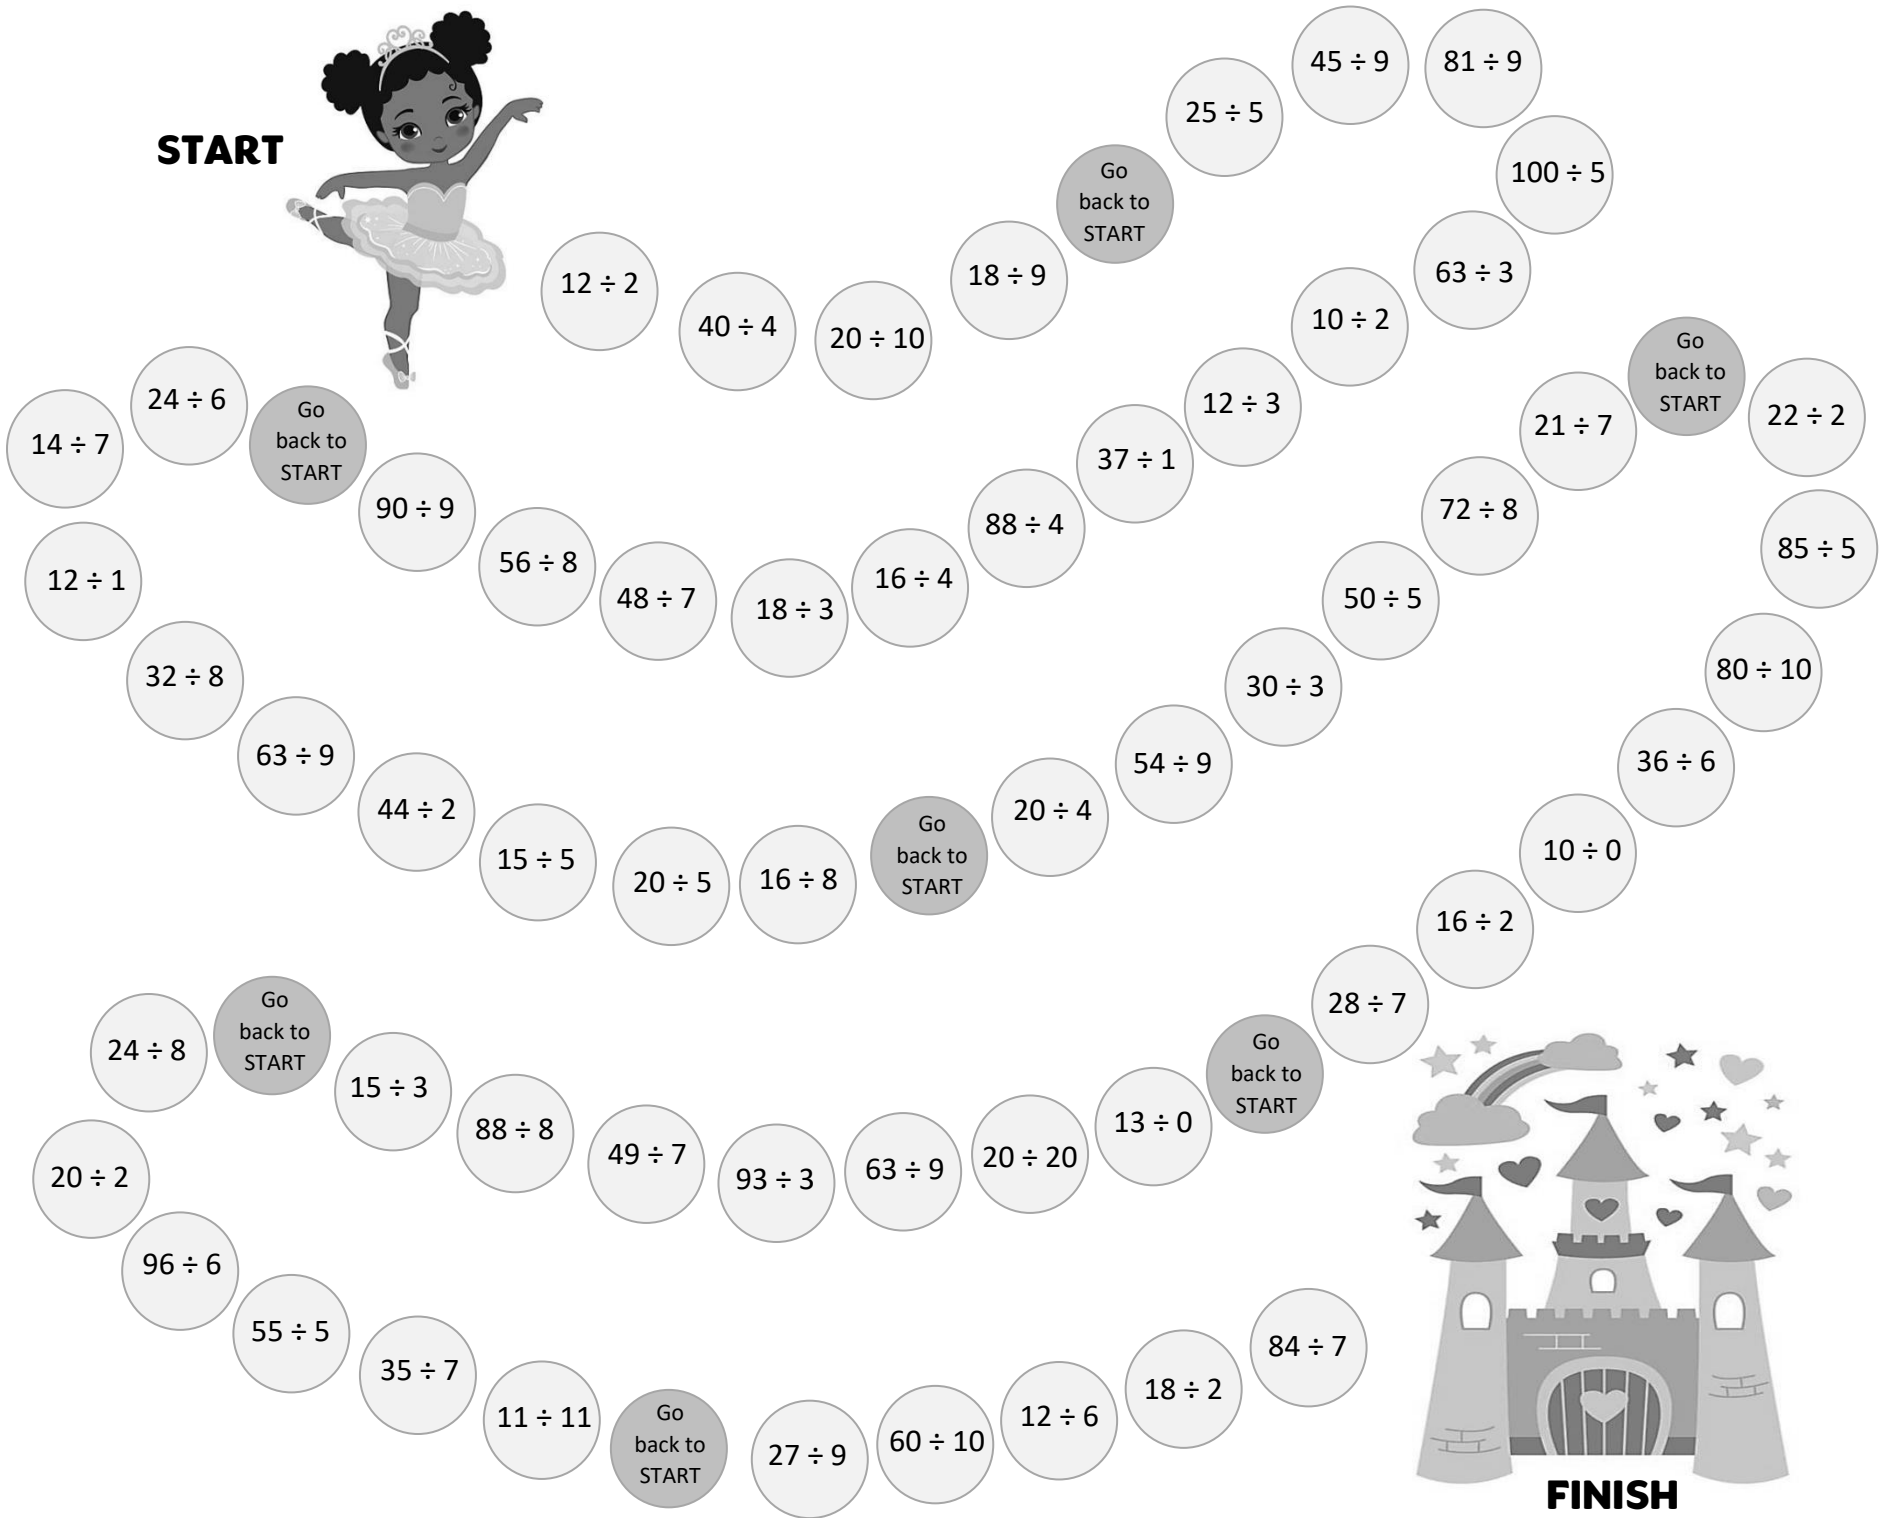 START
12 ÷ 2
40 ÷ 4
20 ÷ 10
18 ÷ 9
Go
back to
START
25 ÷ 5
45 ÷ 9
81 ÷ 9
100 ÷ 5
63 ÷ 3
10 ÷ 2
12 ÷ 3
37 ÷ 1
88 ÷ 4
16 ÷ 4
18 ÷ 3
48 ÷ 7
56 ÷ 8
90 ÷ 9
Go
back to
START
24 ÷ 6
14 ÷ 7
12 ÷ 1
32 ÷ 8
63 ÷ 9
44 ÷ 2
15 ÷ 5
20 ÷ 5
16 ÷ 8
Go
back to
START
20 ÷ 4
54 ÷ 9
30 ÷ 3
50 ÷ 5
72 ÷ 8
21 ÷ 7
Go
back to
START
22 ÷ 2
85 ÷ 5
80 ÷ 10
36 ÷ 6
10 ÷ 0
16 ÷ 2
28 ÷ 7
Go
back to
START
13 ÷ 0
20 ÷ 20
63 ÷ 9
93 ÷ 3
49 ÷ 7
88 ÷ 8
15 ÷ 3
Go
back to
START
24 ÷ 8
20 ÷ 2
96 ÷ 6
55 ÷ 5
35 ÷ 7
11 ÷ 11
Go
back to
START
27 ÷ 9
60 ÷ 10
12 ÷ 6
18 ÷ 2
84 ÷ 7
FINISH